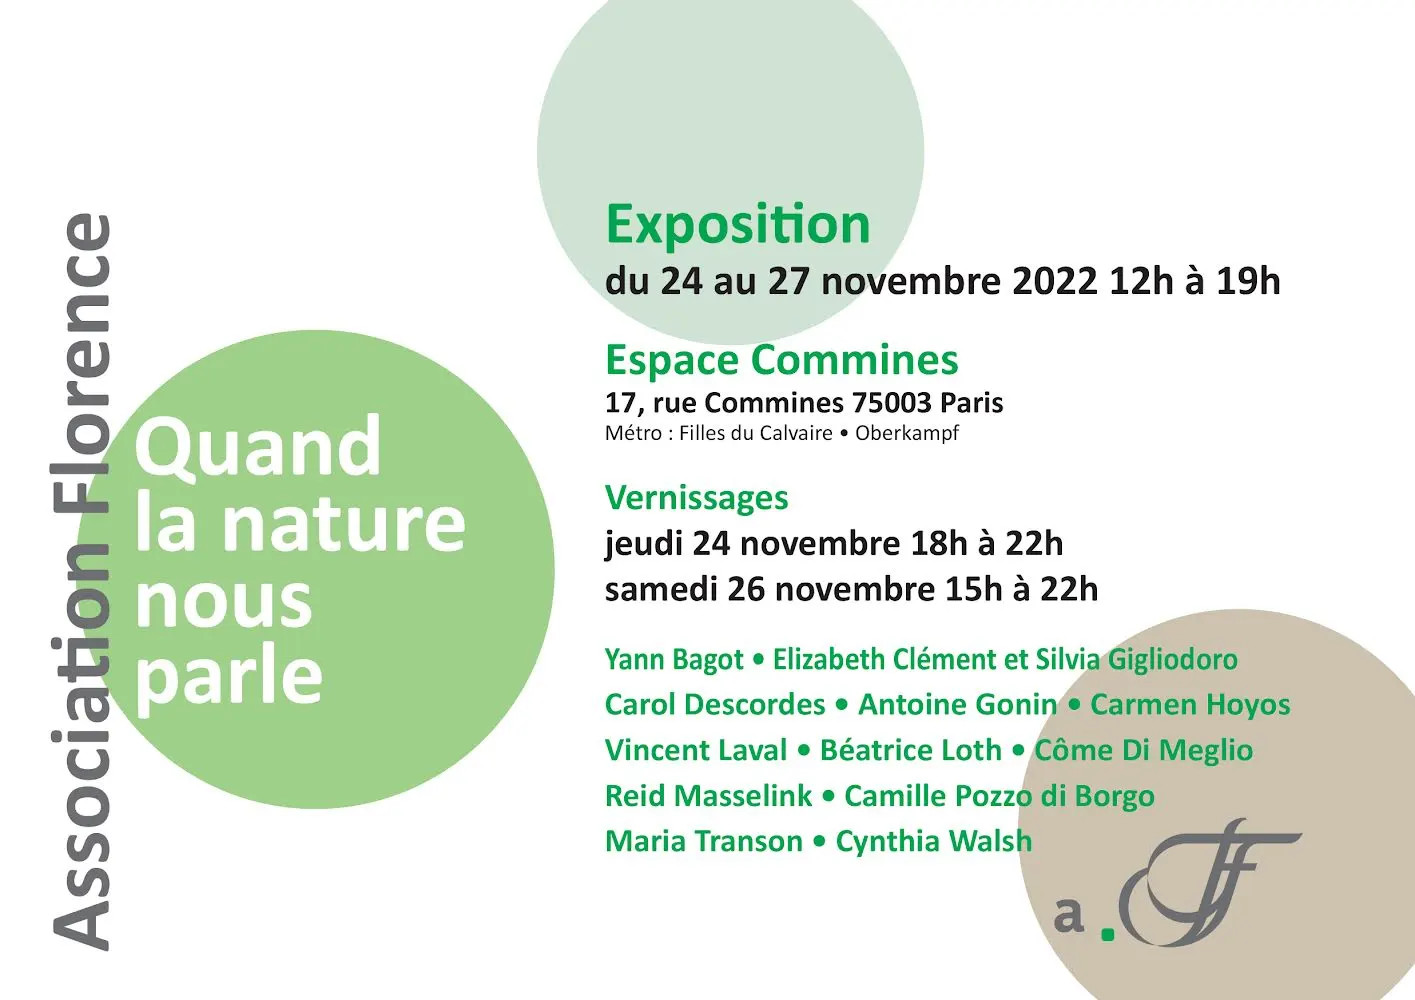 Association Florence
Quand
la nature
nous
parle
Exposition
du 24 au 27 novembre 2022 12h à 19h
Espace Commines
17, rue Commines 75003 Paris
Métro : Filles du Calvaire • Oberkampf
Vernissages
jeudi 24 novembre 18h à 22h
samedi 26 novembre 15h à 22h
Yann Bagot • Elizabeth Clément et Silvia Gigliodoro
Carol Descordes • Antoine Gonin • Carmen Hoyos
Vincent Laval • Béatrice Loth • Côme Di Meglio
Reid Masselink • Camille Pozzo di Borgo
Maria Transon • Cynthia Walsh
a.F